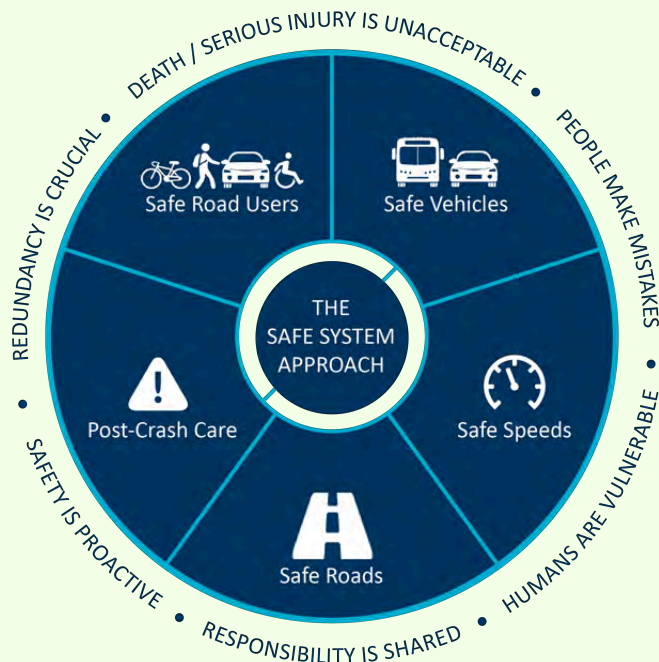 DEATH / SERIOUS INJURY IS UNACCEPTABLE •
PEOPLE MAKE MISTAKES •
HUMANS ARE VULNERABLE •
RESPONSIBILITY IS SHARED •
SAFETY IS PROACTIVE •
REDUNDANCY IS CRUCIAL •
Safe Road Users
Safe Vehicles
THE
SAFE SYSTEM
APPROACH
Post-Crash Care
Safe Speeds
Safe Roads